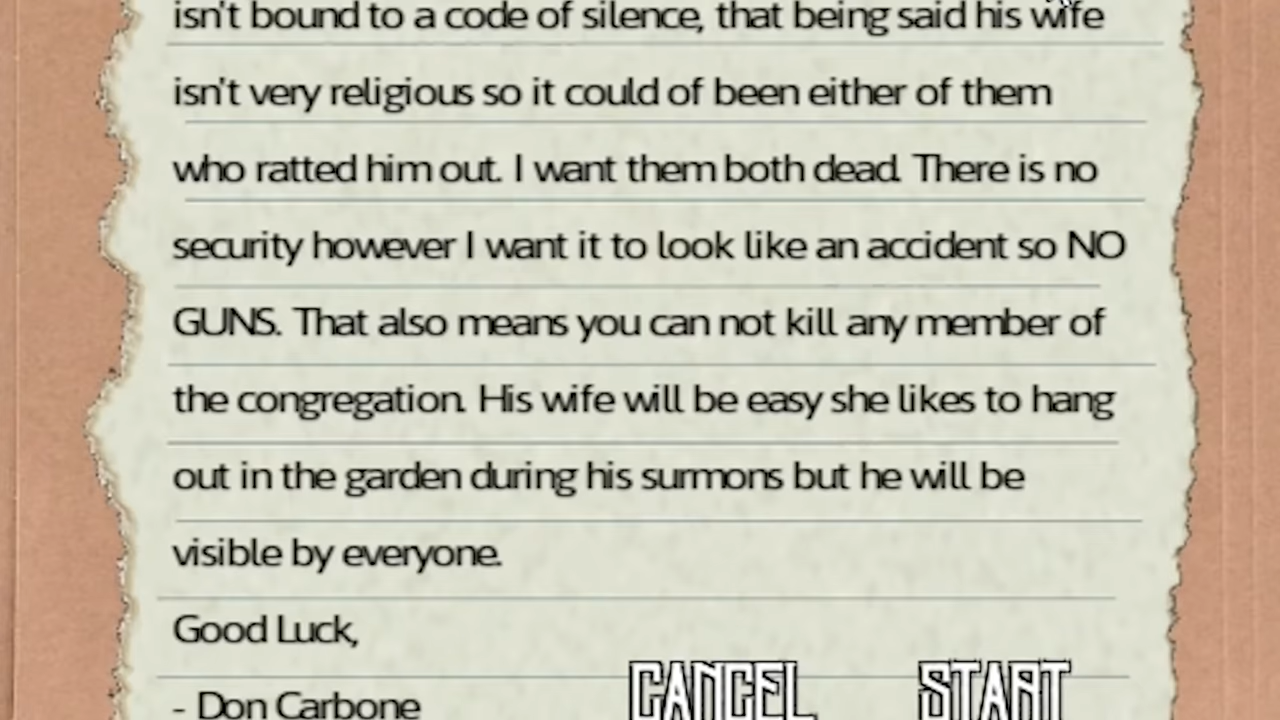 isn't bound to a code of silence, that being said his wife
isn't very religious so it could of been either of them
who ratted him out. I want them both dead. There is no
security however I want it to look like an accident so NO
GUNS. That also means you can not kill any member of
the congregation. His wife will be easy she likes to hang
out in the garden during his surmons but he will be
visible by everyone.
Good Luck,
- Don Carbone
CANCEL START